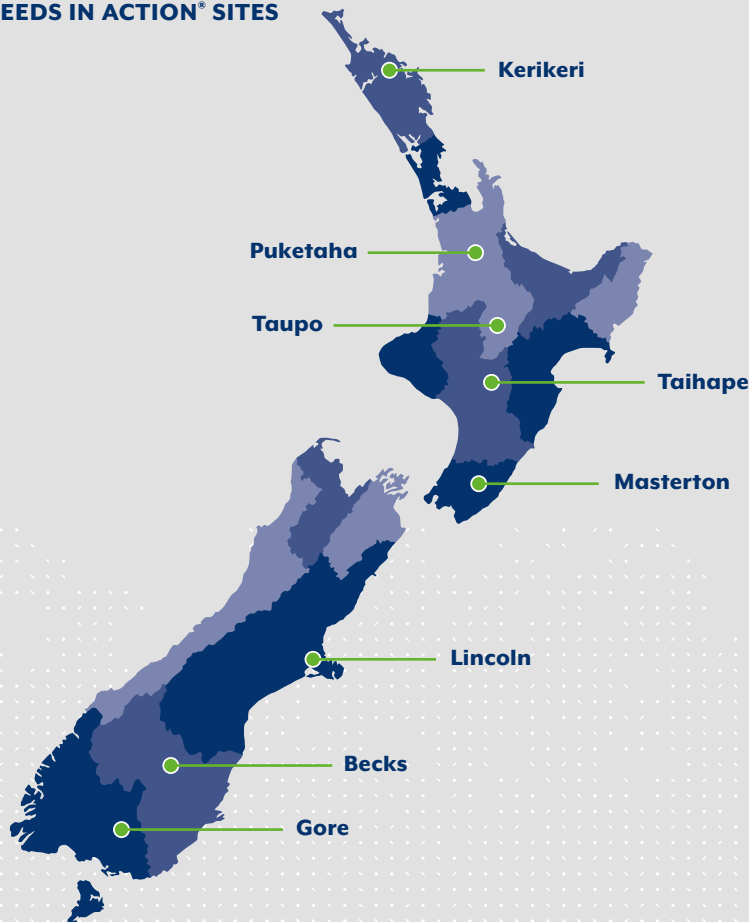 EEDS IN ACTION® SITES
Kerikeri
Puketaha
Taupo
Taihape
Masterton
Lincoln
Becks
Gore